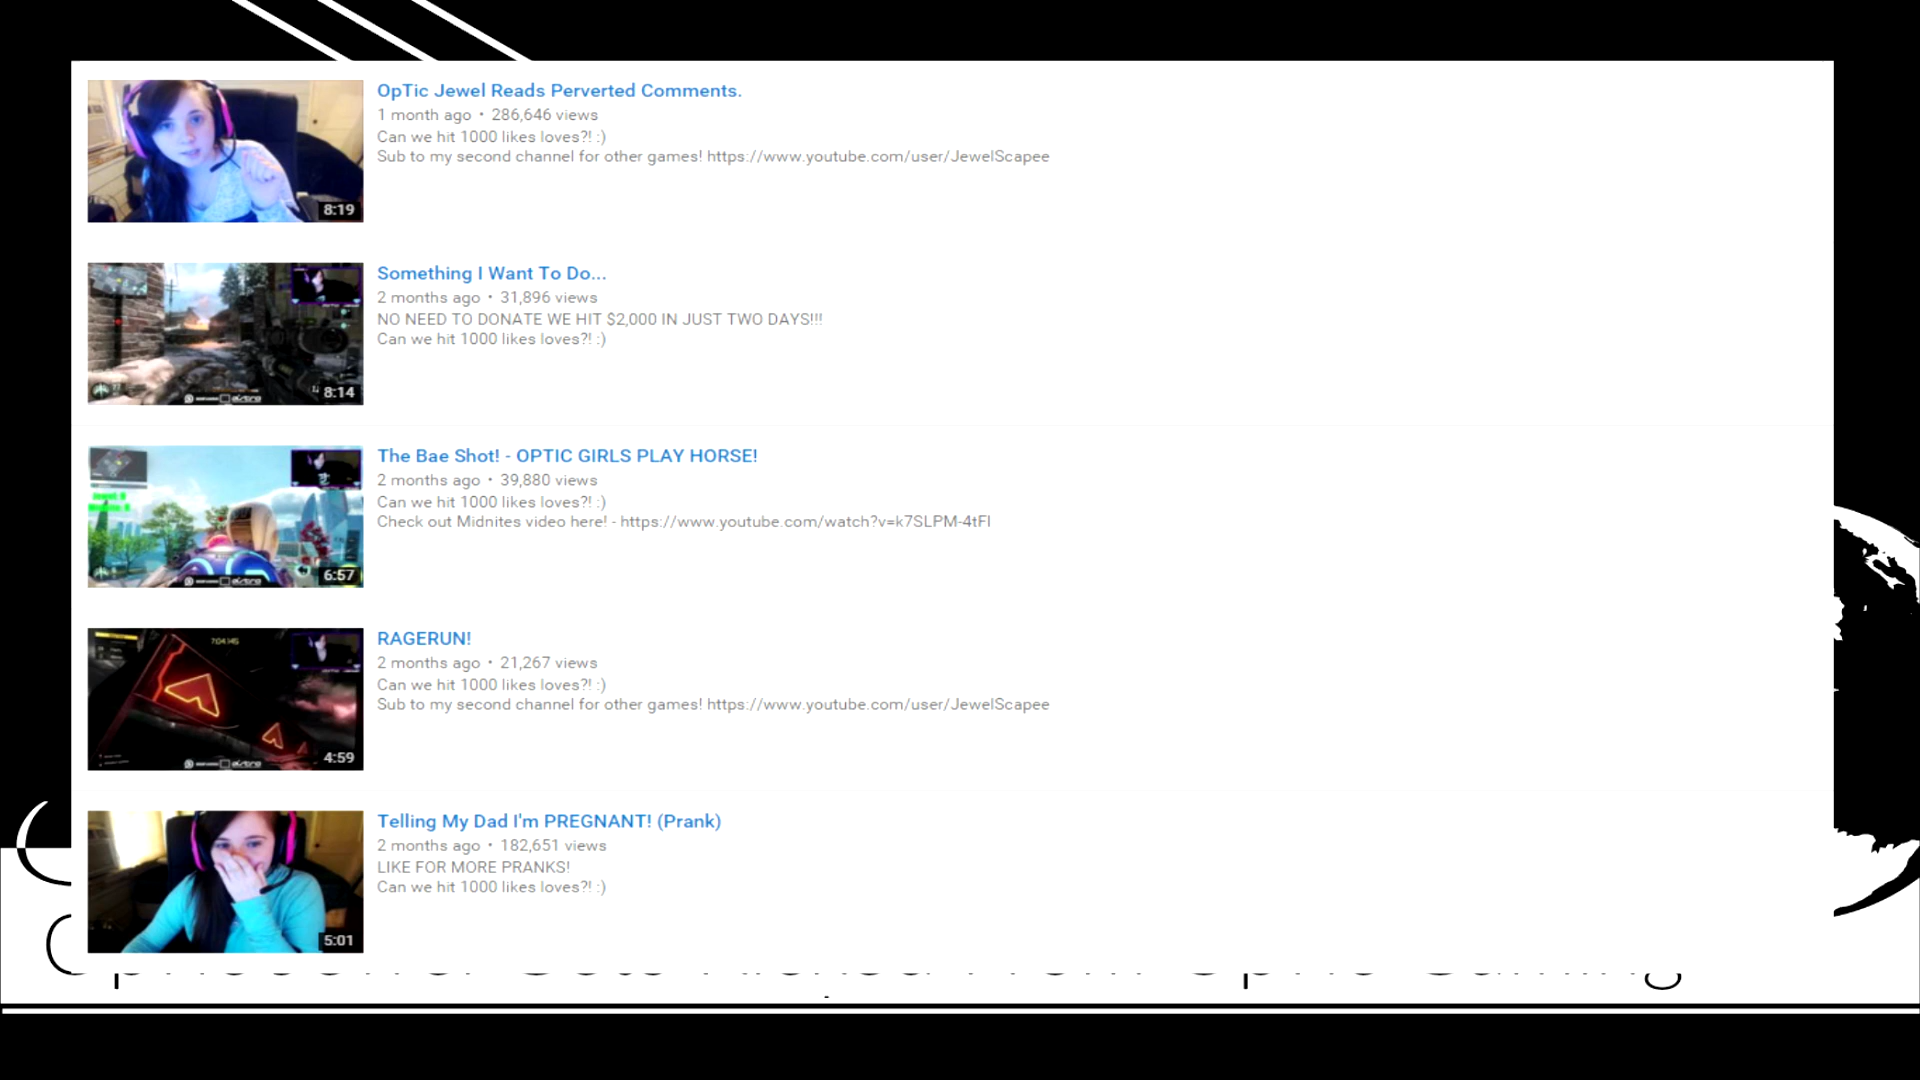 OpTic Jewel Reads Perverted Comments.
1 month ago • 286,646 views
Can we hit 1000 likes loves?! :)
Sub to my second channel for other games! https://www.youtube.com/user/JewelScapee
8:19
Something I Want To Do...
2 months ago • 31,896 views
NO NEED TO DONATE WE HIT $2,000 IN JUST TWO DAYS!!!
Can we hit 1000 likes loves?! :)
8:14
The Bae Shot! - OPTIC GIRLS PLAY HORSE!
2 months ago • 39,880 views
Can we hit 1000 likes loves?! :)
Check out Midnites video here! - https://www.youtube.com/watch?v=k7SLPM-4tFI
6:57
RAGERUN!
2 months ago • 21,267 views
Can we hit 1000 likes loves?! :)
Sub to my second channel for other games! https://www.youtube.com/user/JewelScapee
4:59
Telling My Dad I'm PREGNANT! (Prank)
2 months ago • 182,651 views
LIKE FOR MORE PRANKS!
Can we hit 1000 likes loves?! :)
5:01